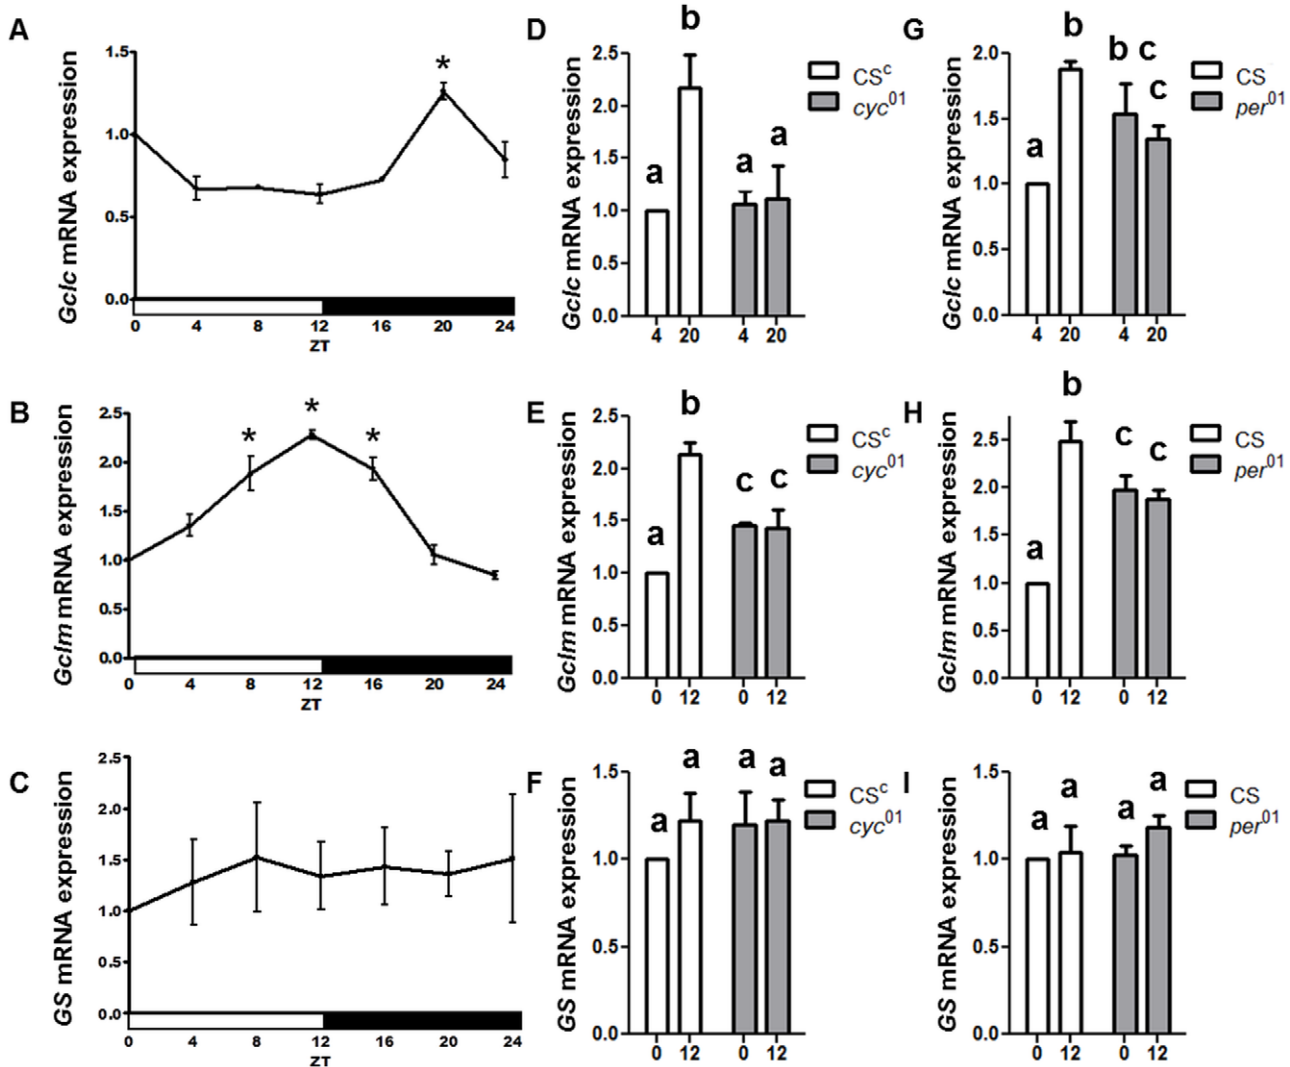 A
Gclc mRNA expression
1.5
1.0
0.5
0.0
*
0 4 8 12 16 20 24
ZT
D
Gclc mRNA expression
2.5
2.0
1.5
1.0
0.5
0.0
a b a a
4 20 4 20
CSᶜ
cyc⁰¹
G
Gclc mRNA expression
2.0
1.5
1.0
0.5
0.0
a b b c c
4 20 4 20
CS
per⁰¹
B
Gclm mRNA expression
2.5
2.0
1.5
1.0
0.5
0.0
* * *
0 4 8 12 16 20 24
ZT
E
Gclm mRNA expression
2.5
2.0
1.5
1.0
0.5
0.0
a b c c
0 12 0 12
CSᶜ
cyc⁰¹
H
Gclm mRNA expression
2.5
2.0
1.5
1.0
0.5
0.0
a b c c
0 12 0 12
CS
per⁰¹
C
GS mRNA expression
2.5
2.0
1.5
1.0
0.5
0.0
0 4 8 12 16 20 24
ZT
F
GS mRNA expression
1.5
1.0
0.5
0.0
a a a a
0 12 0 12
CSᶜ
cyc⁰¹
I
GS mRNA expression
1.5
1.0
0.5
0.0
a a a a
0 12 0 12
CS
per⁰¹